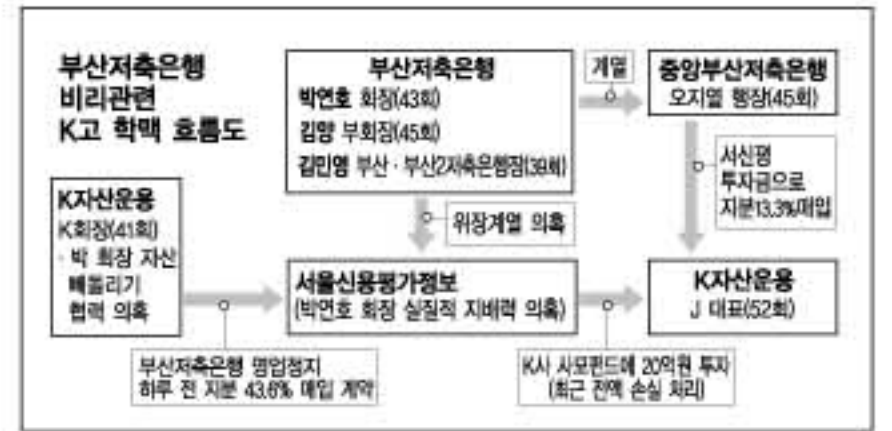 부산저축은행
비리관련
K고 학맥 흐름도
부산저축은행
박연호 회장(43회)
김양 부회장(45회)
김민영 부산·부산2저축은행장(39회)
계열
중앙부산저축은행
오지열 행장(45회)
서신평
투자금으로
지분13.3%매입
위장계열 의혹
K자산운용
K회장(41회)
·박 회장 자산
빼돌리기
협력 의혹
서울신용평가정보
(박연호 회장 실질적 지배력 의혹)
K자산운용
J 대표(52회)
부산저축은행 영업정지
하루 전 지분 43.6% 매입 계약
K사 사모펀드에 20억원 투자
(최근 전액 손실 처리)